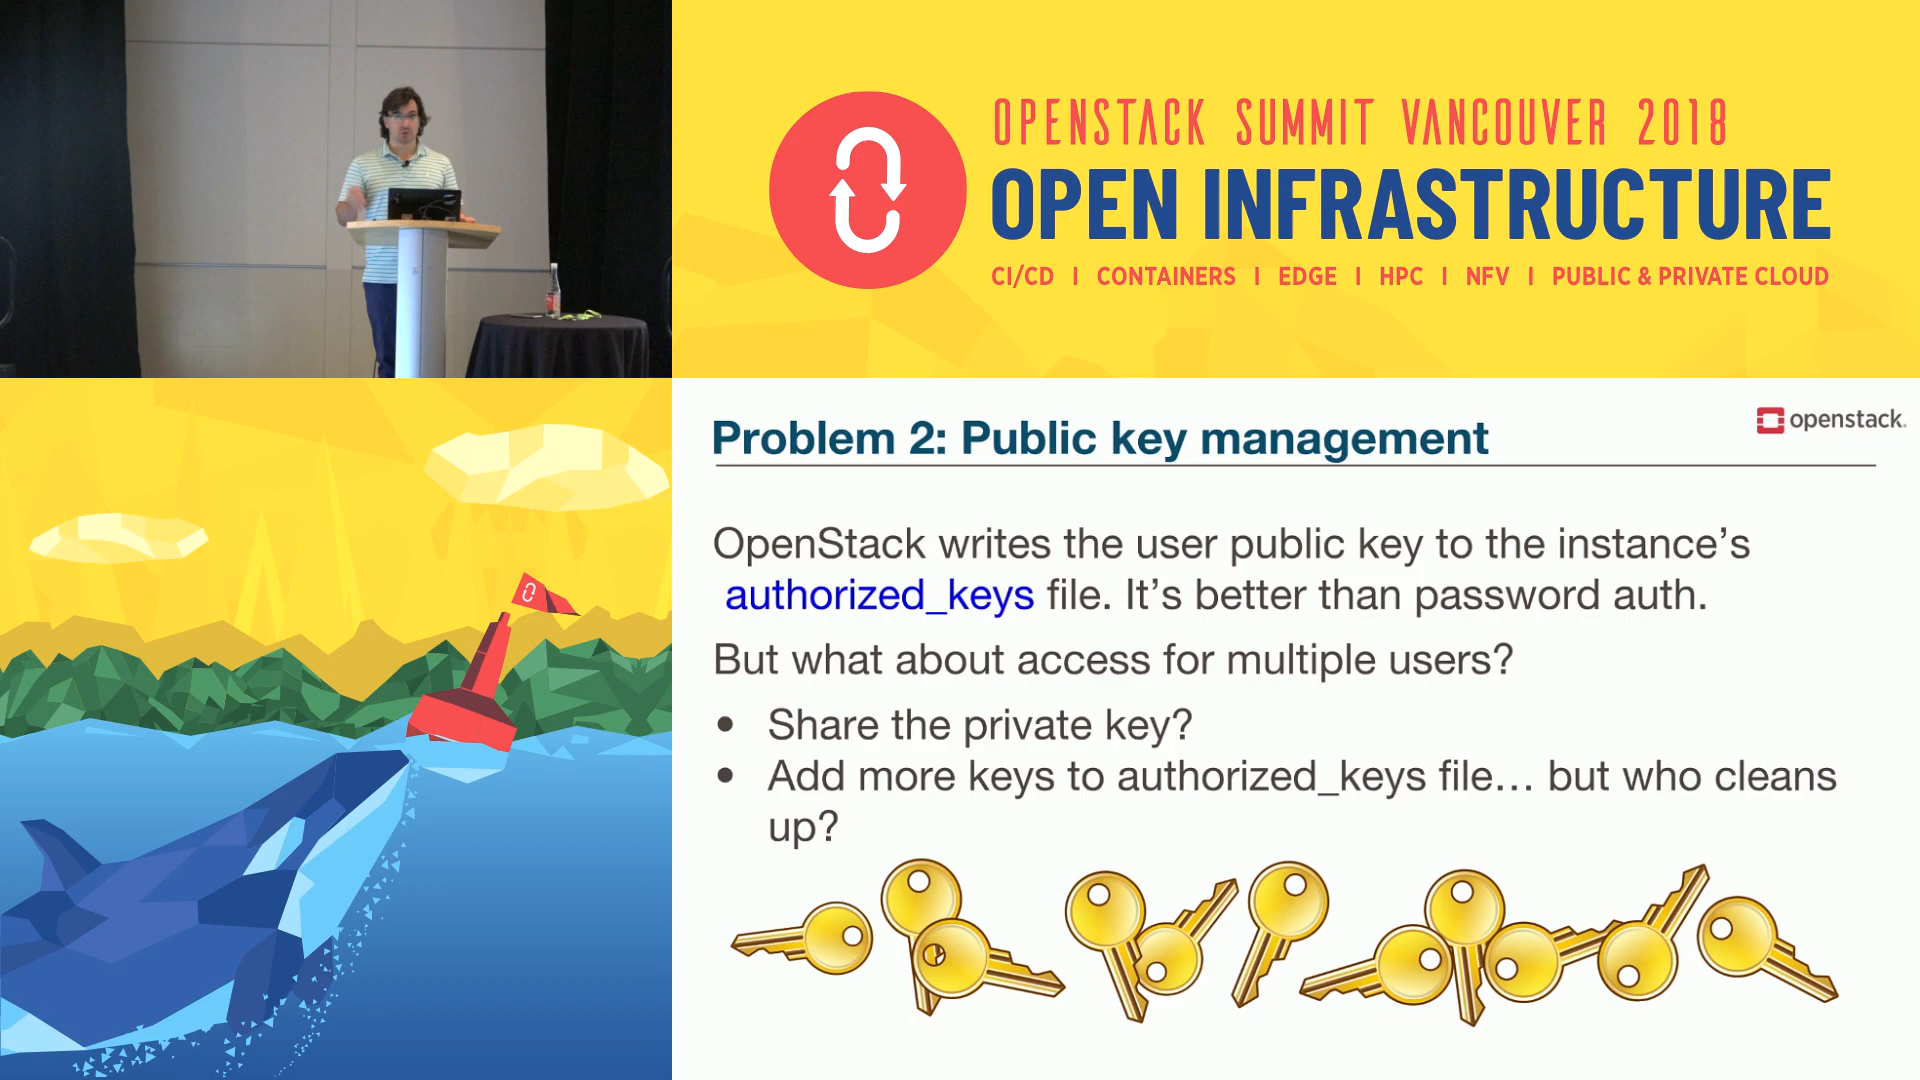 OPENSTACK SUMMIT VANCOUVER 2018
OPEN INFRASTRUCTURE
CI/CD | CONTAINERS | EDGE | HPC | NFV | PUBLIC & PRIVATE CLOUD
Problem 2: Public key management
openstack.
OpenStack writes the user public key to the instance’s
authorized_keys file. It’s better than password auth.
But what about access for multiple users?
• Share the private key?
• Add more keys to authorized_keys file… but who cleans
up?